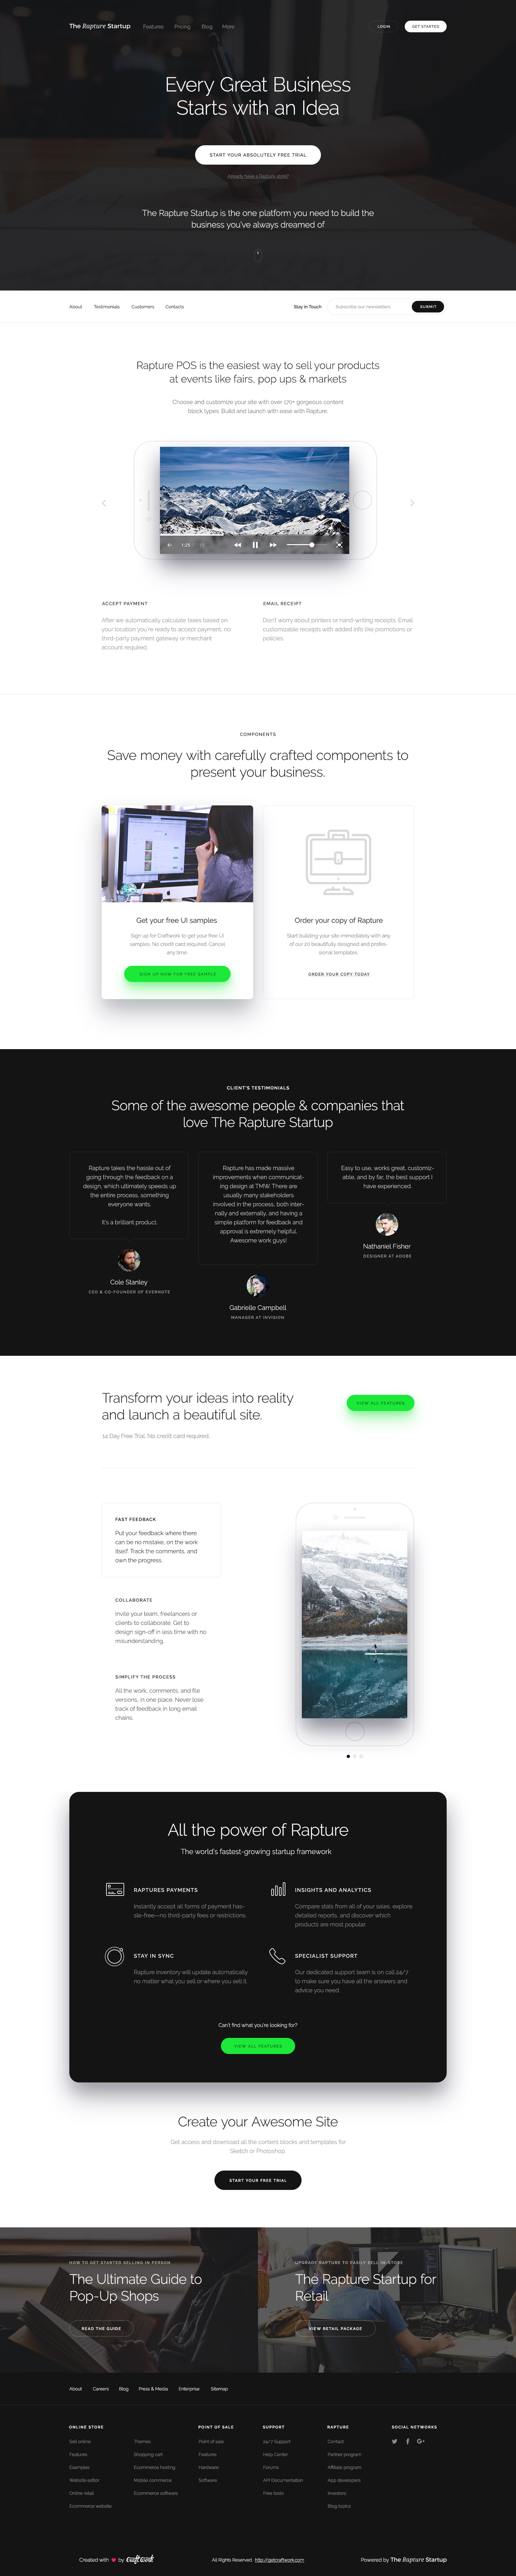 The Rapture Startup Features Pricing Blog More LOGIN GET STARTED
Every Great Business
Starts with an Idea
START YOUR ABSOLUTELY FREE TRIAL
Already have a Rapture store?
The Rapture Startup is the one platform you need to build the
business you've always dreamed of
About Testimonials Customers Contacts Stay in Touch Subscribe our newsletters SUBMIT
Rapture POS is the easiest way to sell your products
at events like fairs, pop ups & markets
Choose and customize your site with over 170+ gorgeous content
block types. Build and launch with ease with Rapture.
1:25
ACCEPT PAYMENT
After we automatically calculate taxes based on
your location you're ready to accept payment, no
third-party payment gateway or merchant
account required.
EMAIL RECEIPT
Don't worry about printers or hand-writing receipts. Email
customizable receipts with added info like promotions or
policies.
COMPONENTS
Save money with carefully crafted components to
present your business.
Get your free UI samples
Sign up for Craftwork to get your free UI
samples. No credit card required. Cancel
any time.
SIGN UP NOW FOR FREE SAMPLE
Order your copy of Rapture
Start building your site immediately with any
of our 20 beautifully designed and profes-
sional templates.
ORDER YOUR COPY TODAY
CLIENT'S TESTIMONIALS
Some of the awesome people & companies that
love The Rapture Startup
Rapture takes the hassle out of
going through the feedback on a
design, which ultimately speeds up
the entire process, something
everyone wants.
It's a brilliant product.
Cole Stanley
CEO & CO-FOUNDER OF EVERNOTE
Rapture has made massive
improvements when communicat-
ing design at TMW. There are
usually many stakeholders
involved in the process, both inter-
nally and externally, and having a
simple platform for feedback and
approval is extremely helpful.
Awesome work guys!
Gabrielle Campbell
MANAGER AT INVISION
Easy to use, works great, customiz-
able, and by far, the best support I
have experienced.
Nathaniel Fisher
DESIGNER AT ADOBE
Transform your ideas into reality
and launch a beautiful site.
14 Day Free Trial. No credit card required.
VIEW ALL FEATURES
FAST FEEDBACK
Put your feedback where there
can be no mistake, on the work
itself. Track the comments, and
own the progress.
COLLABORATE
Invite your team, freelancers or
clients to collaborate. Get to
design sign-off in less time with no
misunderstanding.
SIMPLIFY THE PROCESS
All the work, comments, and file
versions, in one place. Never lose
track of feedback in long email
chains.
All the power of Rapture
The world's fastest-growing startup framework
RAPTURES PAYMENTS
Instantly accept all forms of payment has-
sle-free—no third-party fees or restrictions.
INSIGHTS AND ANALYTICS
Compare stats from all of your sales, explore
detailed reports, and discover which
products are most popular.
STAY IN SYNC
Rapture inventory will update automatically
no matter what you sell or where you sell it.
SPECIALIST SUPPORT
Our dedicated support team is on call 24/7
to make sure you have all the answers and
advice you need.
Can't find what you're looking for?
VIEW ALL FEATURES
Create your Awesome Site
Get access and download all the content blocks and templates for
Sketch or Photoshop.
START YOUR FREE TRIAL
HOW TO GET STARTED SELLING IN PERSON
The Ultimate Guide to
Pop-Up Shops
READ THE GUIDE
UPGRADE RAPTURE TO EASILY SELL IN-STORE
The Rapture Startup for
Retail
VIEW RETAIL PACKAGE
About Careers Blog Press & Media Enterprise Sitemap
ONLINE STORE
Sell online
Features
Examples
Website editor
Online retail
Ecommerce website
Themes
Shopping cart
Ecommerce hosting
Mobile commerce
Ecommerce software
POINT OF SALE
Point of sale
Features
Hardware
Software
SUPPORT
24/7 Support
Help Center
Forums
API Documentation
Free tools
RAPTURE
Contact
Partner program
Affiliate program
App developers
Investors
Blog topics
SOCIAL NETWORKS
Created with by Craftwork
All Rights Reserved. http://getcraftwork.com
Powered by The Rapture Startup